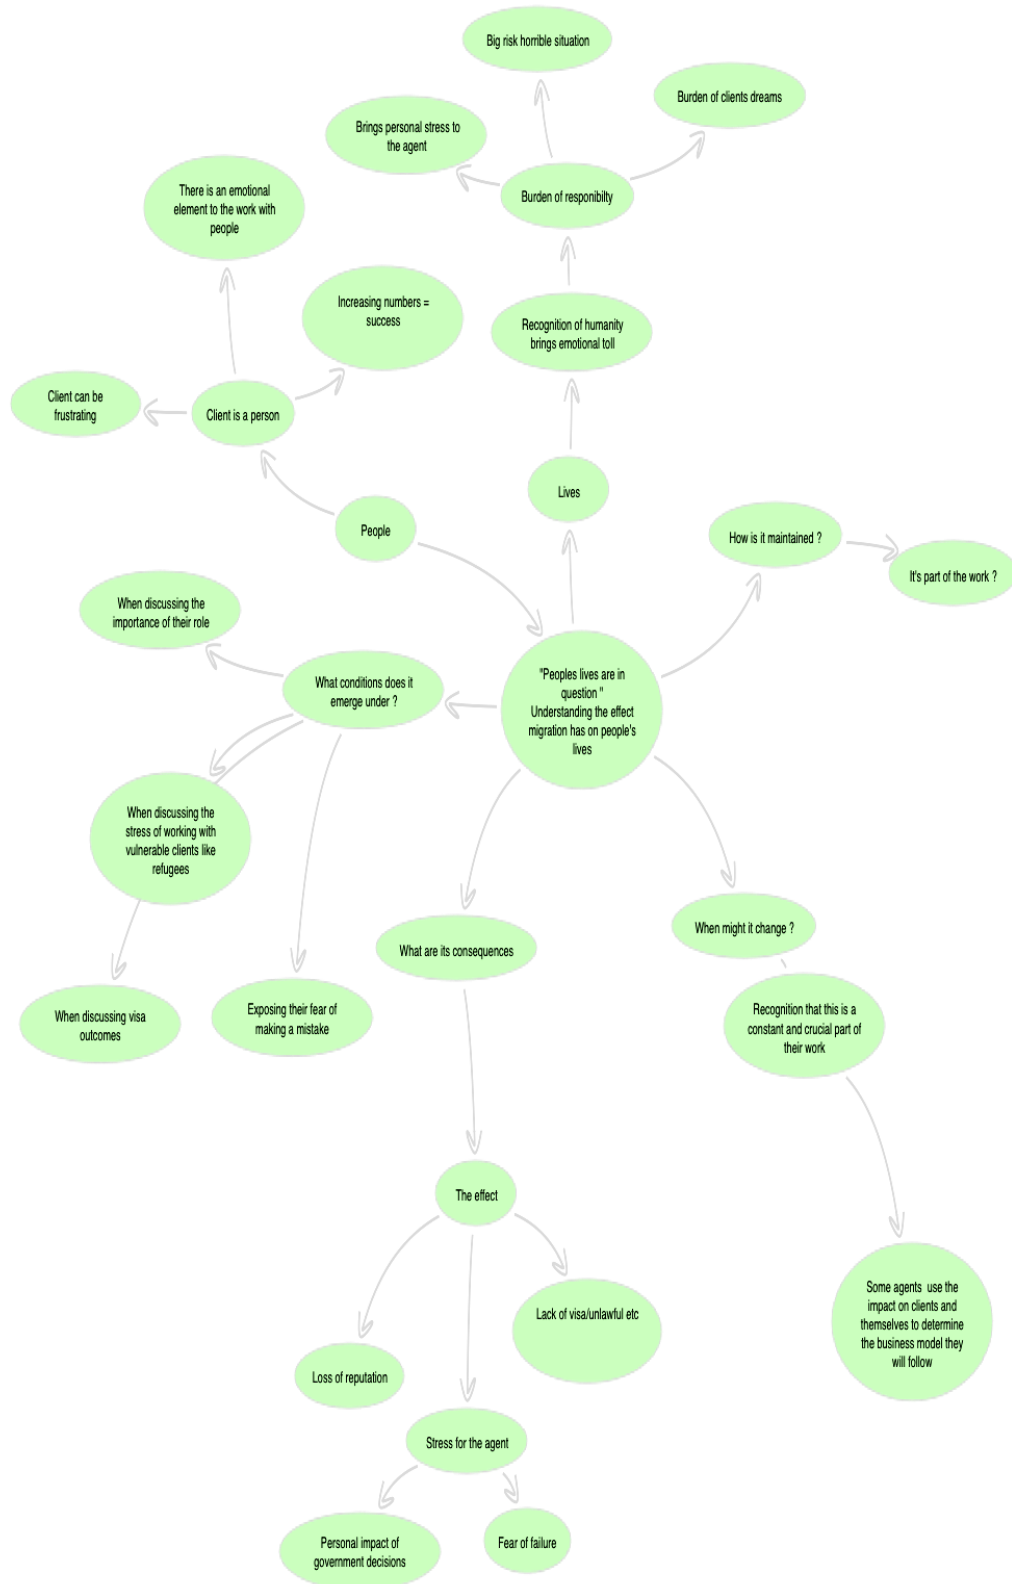 Big risk horrible situation
Burden of clients dreams
Brings personal stress to
the agent
Burden of responibilty
There is an emotional
element to the work with
people
Increasing numbers =
success
Recognition of humanity
brings emotional toll
Client can be
frustrating
Client is a person
Lives
People
How is it maintained ?
It's part of the work ?
When discussing the
importance of their role
What conditions does it
emerge under ?
"Peoples lives are in
question "
Understanding the effect
migration has on people's
lives
When discussing the
stress of working with
vulnerable clients like
refugees
What are its consequences
When might it change ?
When discussing visa
outcomes
Exposing their fear of
making a mistake
Recognition that this is a
constant and crucial part of
their work
The effect
Lack of visa/unlawful etc
Some agents  use the
impact on clients and
themselves to determine
the business model they
will follow
Loss of reputation
Stress for the agent
Personal impact of
government decisions
Fear of failure